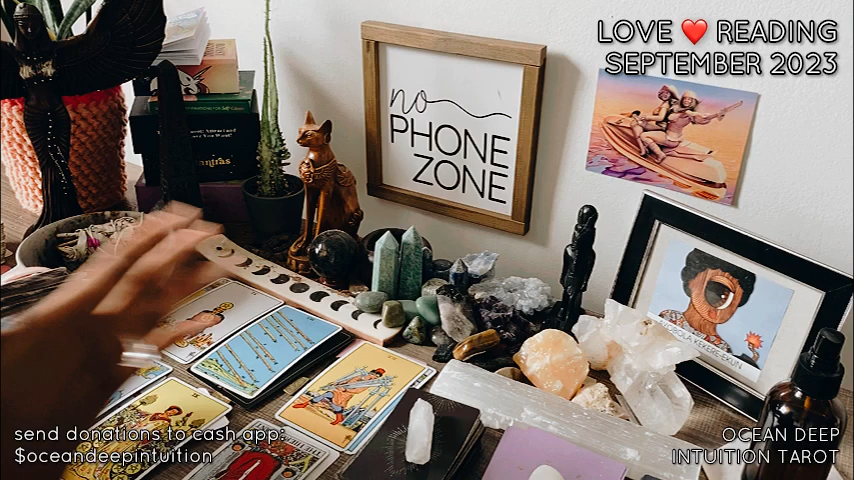 LOVE ❤️ READING
SEPTEMBER 2023
no
PHONE
ZONE
send donations to cash app:
$oceandeepintuition
OCEAN DEEP
INTUITION TAROT